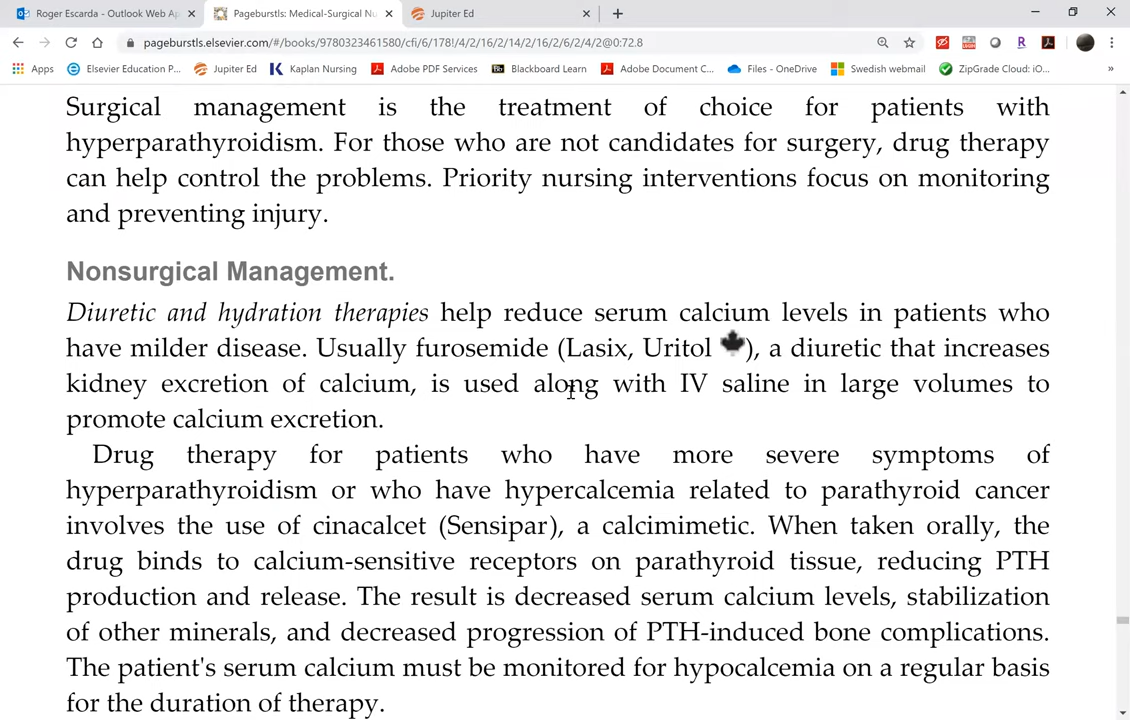 Roger Escarda - Outlook Web Ap
Pageburstls: Medical-Surgical Nu
Jupiter Ed
pageburstls.elsevier.com/#/books/9780323461580/cfi/6/178!/4/2/16/2/14/2/16/2/6/2/4/2@0:72.8
Apps
Elsevier Education P...
Jupiter Ed
Kaplan Nursing
Adobe PDF Services
Blackboard Learn
Adobe Document C...
Files - OneDrive
Swedish webmail
ZipGrade Cloud: iO...
»
Surgical management is the treatment of choice for patients with
hyperparathyroidism. For those who are not candidates for surgery, drug therapy
can help control the problems. Priority nursing interventions focus on monitoring
and preventing injury.
Nonsurgical Management.
Diuretic and hydration therapies help reduce serum calcium levels in patients who
have milder disease. Usually furosemide (Lasix, Uritol ), a diuretic that increases
kidney excretion of calcium, is used along with IV saline in large volumes to
promote calcium excretion.
Drug therapy for patients who have more severe symptoms of
hyperparathyroidism or who have hypercalcemia related to parathyroid cancer
involves the use of cinacalcet (Sensipar), a calcimimetic. When taken orally, the
drug binds to calcium-sensitive receptors on parathyroid tissue, reducing PTH
production and release. The result is decreased serum calcium levels, stabilization
of other minerals, and decreased progression of PTH-induced bone complications.
The patient's serum calcium must be monitored for hypocalcemia on a regular basis
for the duration of therapy.